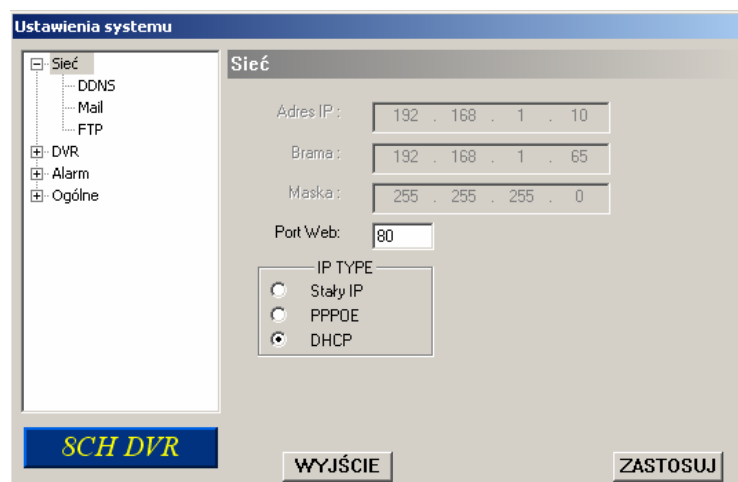 Ustawienia systemu
Sieć
DDNS
Mail
FTP
DVR
Alarm
Ogólne
8CH DVR
Sieć
Adres IP : 192 . 168 . 1 . 10
Brama : 192 . 168 . 1 . 65
Maska : 255 . 255 . 255 . 0
Port Web: 80
IP TYPE
Stały IP
PPPOE
DHCP
WYJŚCIE ZASTOSUJ